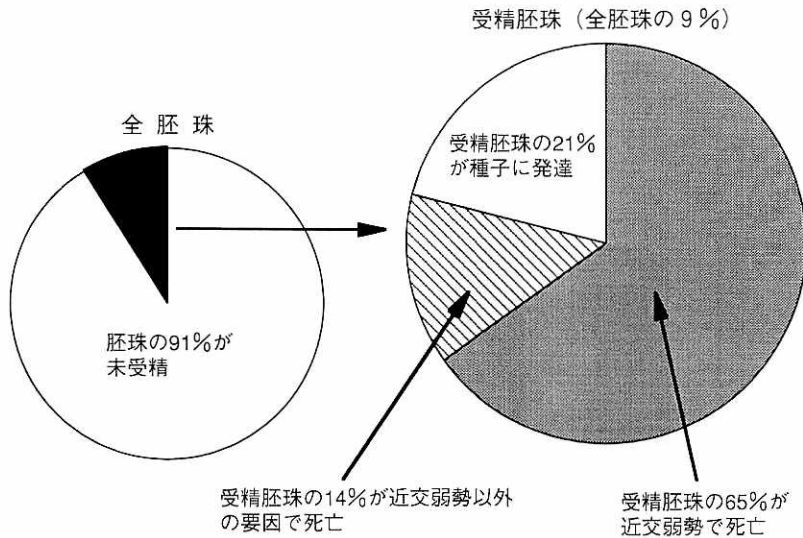 受精胚珠（全胚珠の9％）
全胚珠
受精胚珠の21％
が種子に発達
胚珠の91％が
未受精
受精胚珠の14％が近交弱勢以外
の要因で死亡
受精胚珠の65％が
近交弱勢で死亡